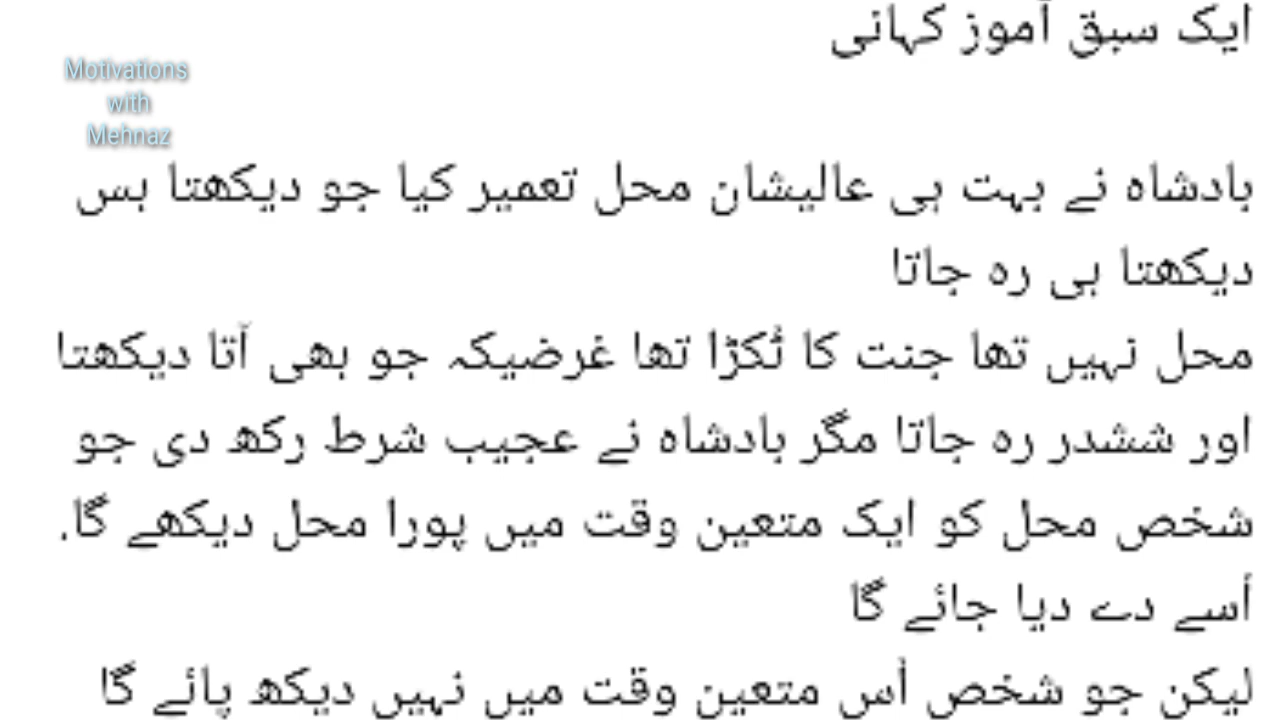 ایک سبق آموز کہانی
Motivations
with
Mehnaz
بادشاہ نے بہت ہی عالیشان محل تعمیر کیا جو دیکھتا بس
دیکھتا ہی رہ جاتا
محل نہیں تھا جنت کا ٹکڑا تھا غرضیکہ جو بھی آتا دیکھتا
اور ششدر رہ جاتا مگر بادشاہ نے عجیب شرط رکھ دی جو
شخص محل کو ایک متعین وقت میں پورا محل دیکھے گا.
اُسے دے دیا جائے گا
لیکن جو شخص اُس متعین وقت میں نہیں دیکھ پائے گا